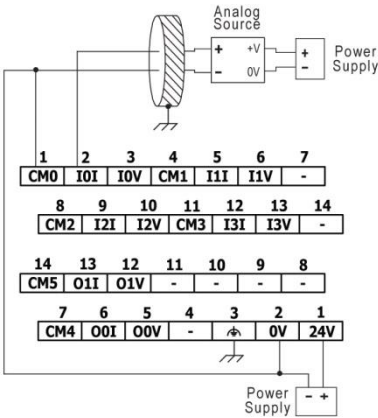 Analog
Source
+ +V
- 0V
+
-
Power
Supply
1 2 3 4 5 6 7
CM0 I0I I0V CM1 I1I I1V -
8 9 10 11 12 13 14
CM2 I2I I2V CM3 I3I I3V -
14 13 12 11 10 9 8
CM5 O1I O1V - - - -
7 6 5 4 3 2 1
CM4 O0I O0V - 0V 24V
Power
Supply
- +